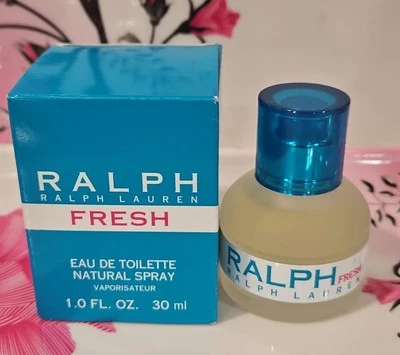 RALPH
RALPH LAUREN
FRESH
EAU DE TOILETTE
NATURAL SPRAY
VAPORISATEUR
1.0 FL. OZ. 30 ml
RALPH FRESH
RALPH LAUREN